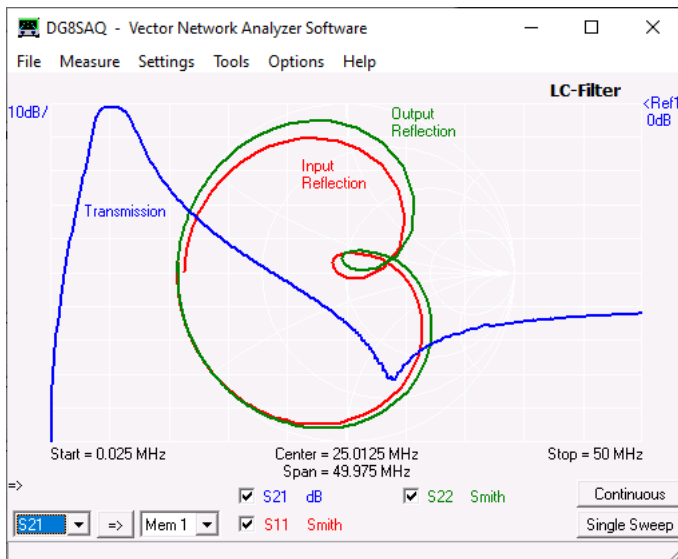 DG8SAQ - Vector Network Analyzer Software
File Measure Settings Tools Options Help
LC-Filter
10dB/
<Ref1
0dB
Output
Reflection
Input
Reflection
Transmission
Start = 0.025 MHz
Center = 25.0125 MHz
Span = 49.975 MHz
Stop = 50 MHz
=>
S21 dB
S22 Smith
Continuous
S21
=>
Mem 1
S11 Smith
Single Sweep